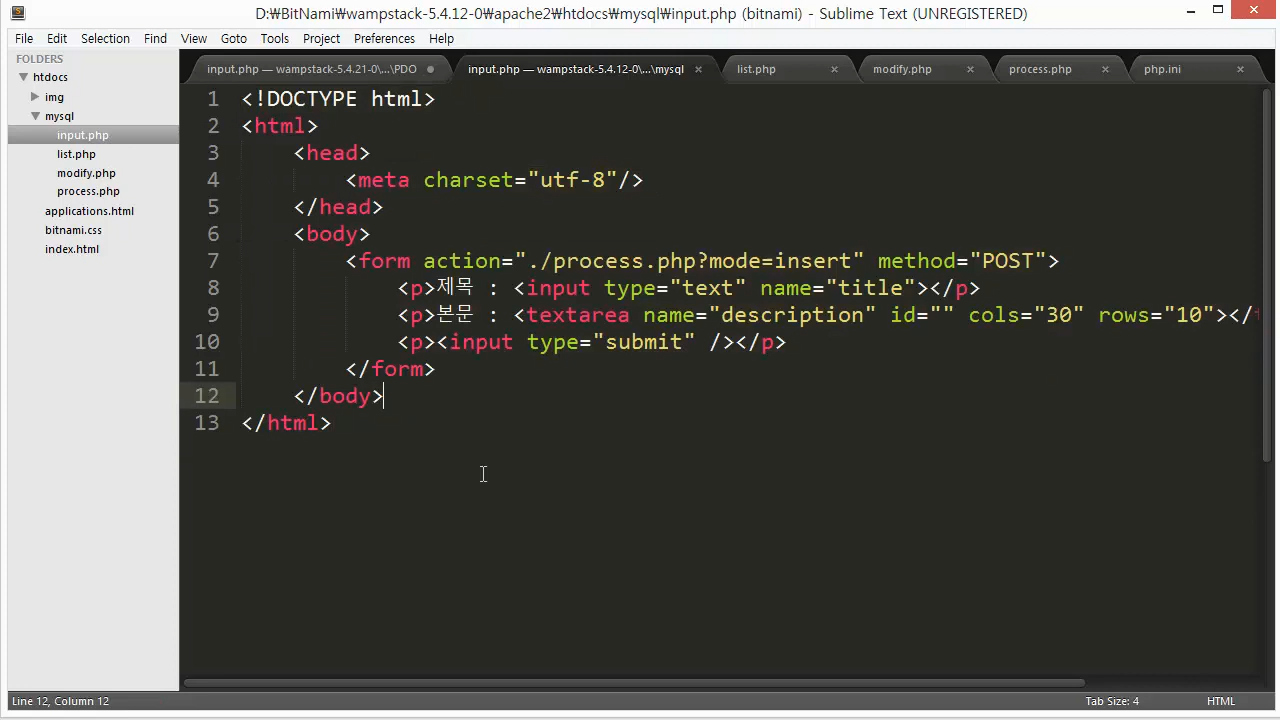 D:₩BitNami₩wampstack-5.4.12-0₩apache2₩htdocs₩mysql₩input.php (bitnami) - Sublime Text (UNREGISTERED)
File Edit Selection Find View Goto Tools Project Preferences Help
FOLDERS
htdocs
img
mysql
input.php
list.php
modify.php
process.php
applications.html
bitnami.css
index.html
input.php — wampstack-5.4.21-0\...\PDO
input.php — wampstack-5.4.12-0\...\mysql
list.php
modify.php
process.php
php.ini
1 <!DOCTYPE html>
2 <html>
3 <head>
4 <meta charset="utf-8"/>
5 </head>
6 <body>
7 <form action="./process.php?mode=insert" method="POST">
8 <p>제목 : <input type="text" name="title"></p>
9 <p>본문 : <textarea name="description" id="" cols="30" rows="10"></t
10 <p><input type="submit" /></p>
11 </form>
12 </body>
13 </html>
Line 12, Column 12
Tab Size: 4
HTML